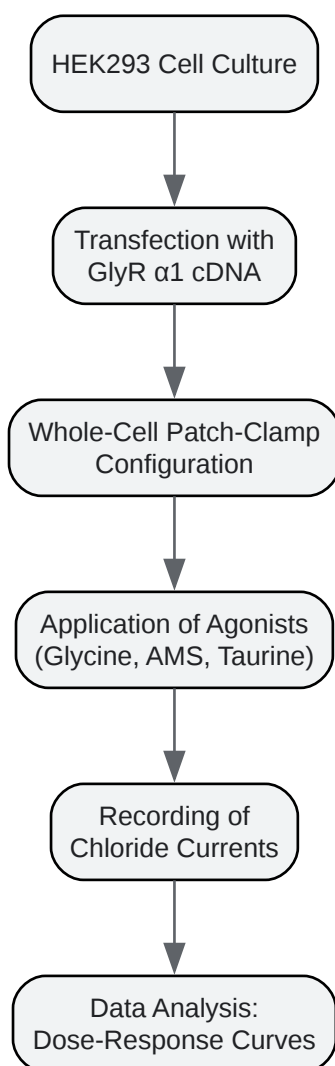 HEK293 Cell Culture
Transfection with
GlyR α1 cDNA
Whole-Cell Patch-Clamp
Configuration
Application of Agonists
(Glycine, AMS, Taurine)
Recording of
Chloride Currents
Data Analysis:
Dose-Response Curves